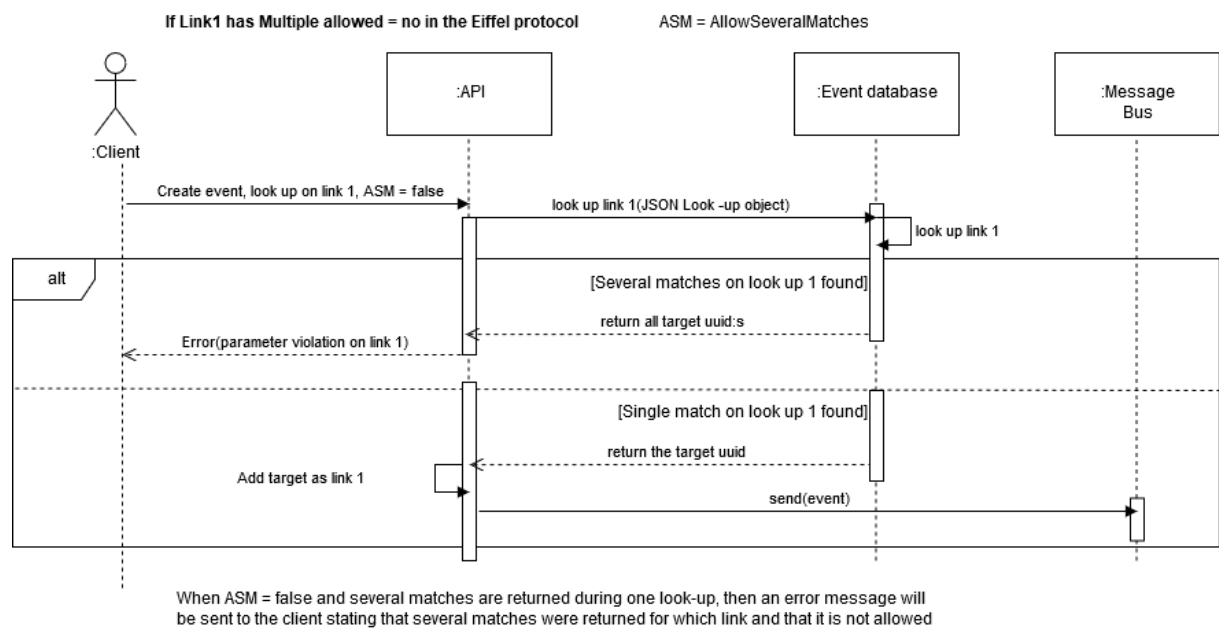 If Link1 has Multiple allowed = no in the Eiffel protocol
ASM = AllowSeveralMatches
:Client
:API
:Event database
:Message
Bus
Create event, look up on link 1, ASM = false
look up link 1(JSON Look -up object)
look up link 1
alt
[Several matches on look up 1 found]
return all target uuid:s
Error(parameter violation on link 1)
[Single match on look up 1 found]
return the target uuid
Add target as link 1
send(event)
When ASM = false and several matches are returned during one look-up, then an error message will
be sent to the client stating that several matches were returned for which link and that it is not allowed